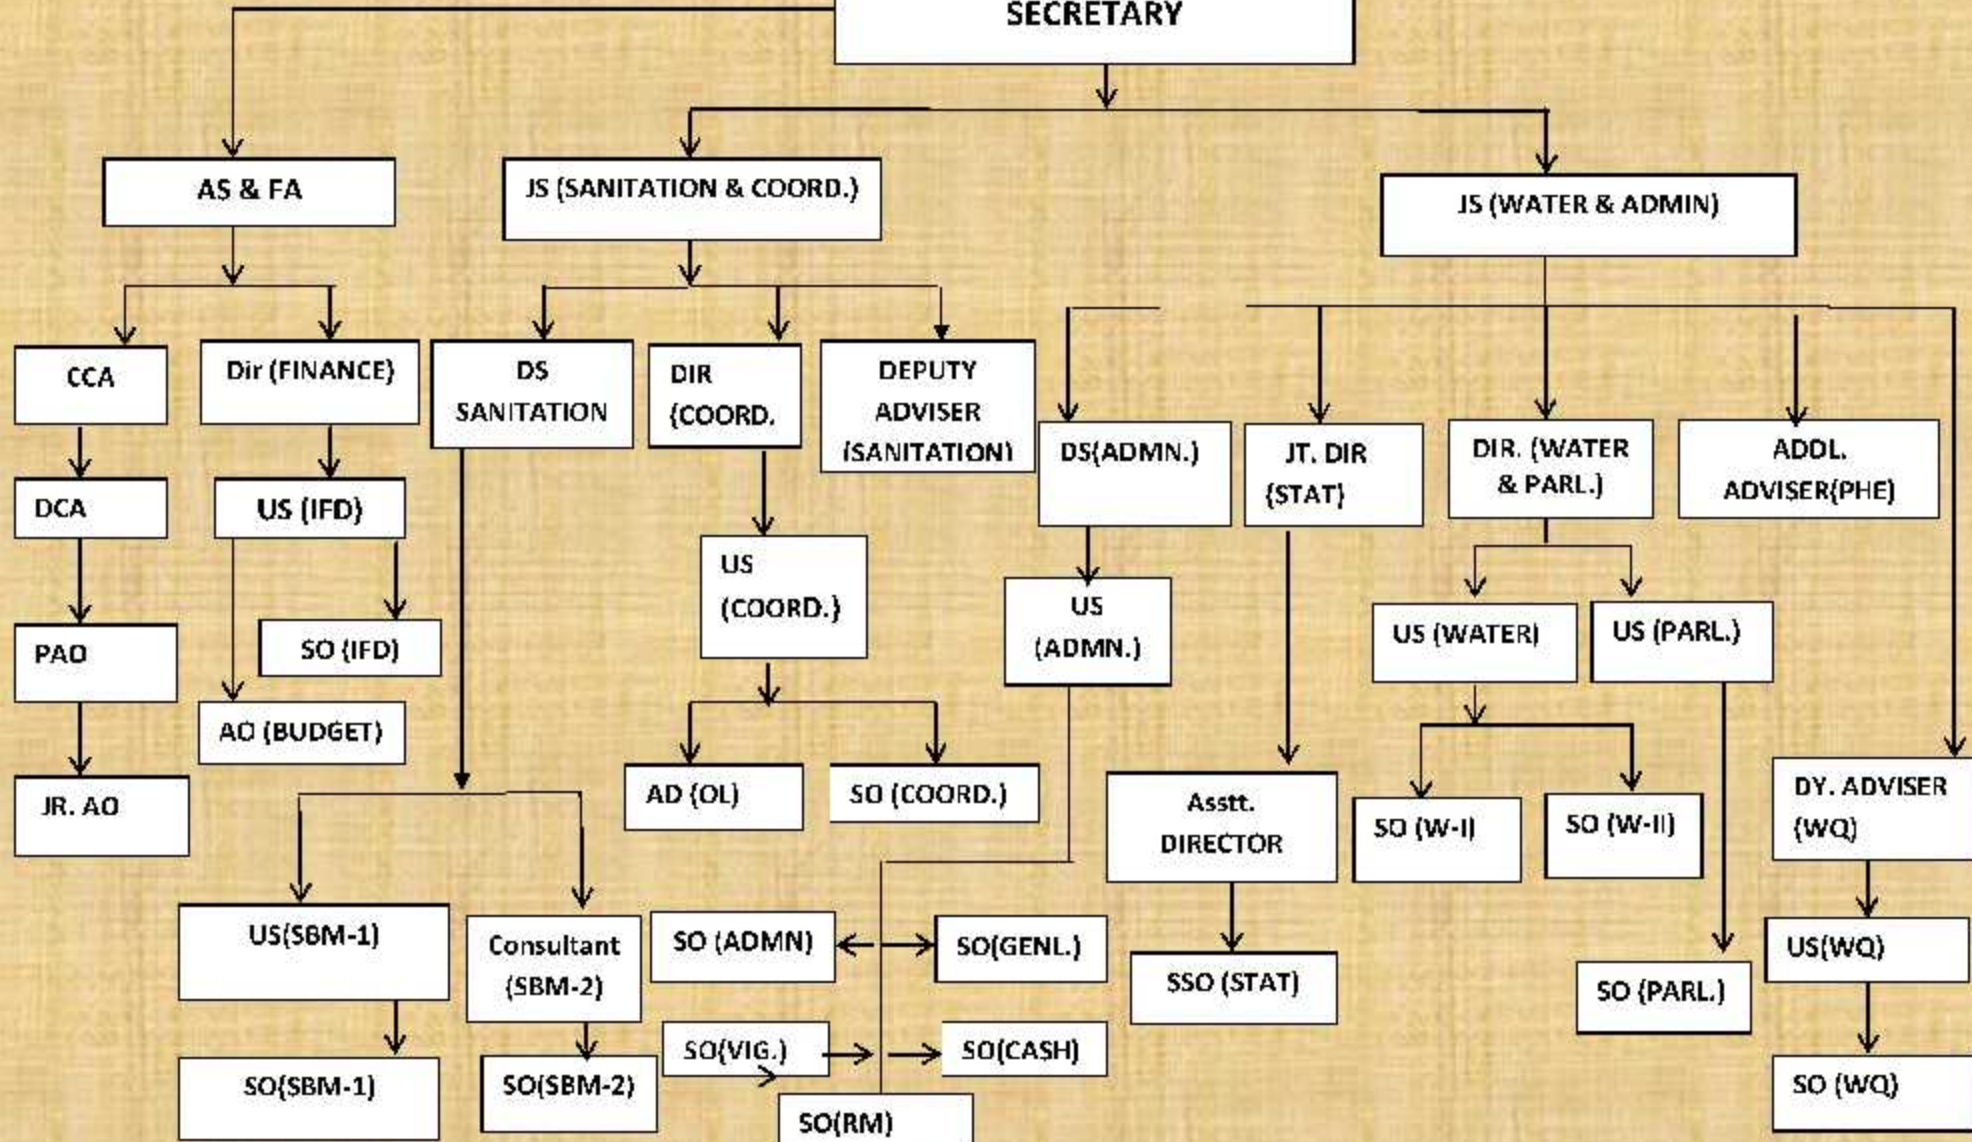 SECRETARY
AS & FA
JS (SANITATION & COORD.)
JS (WATER & ADMIN)
CCA
Dir (FINANCE)
DS
SANITATION
DIR
(COORD.
DEPUTY
ADVISER
(SANITATION)
DS(ADMN.)
JT. DIR
(STAT)
DIR. (WATER
& PARL.)
ADDL.
ADVISER(PHE)
DCA
US (IFD)
US
(COORD.)
US
(ADMN.)
US (WATER)
US (PARL.)
PAO
SO (IFD)
AO (BUDGET)
JR. AO
AD (OL)
SO (COORD.)
Asstt.
DIRECTOR
SO (W-I)
SO (W-II)
DY. ADVISER
(WQ)
US(SBM-1)
Consultant
(SBM-2)
SO (ADMN)
SO(GENL.)
SSO (STAT)
SO (PARL.)
US(WQ)
SO(SBM-1)
SO(SBM-2)
SO(VIG.)
SO(CASH)
SO(RM)
SO (WQ)